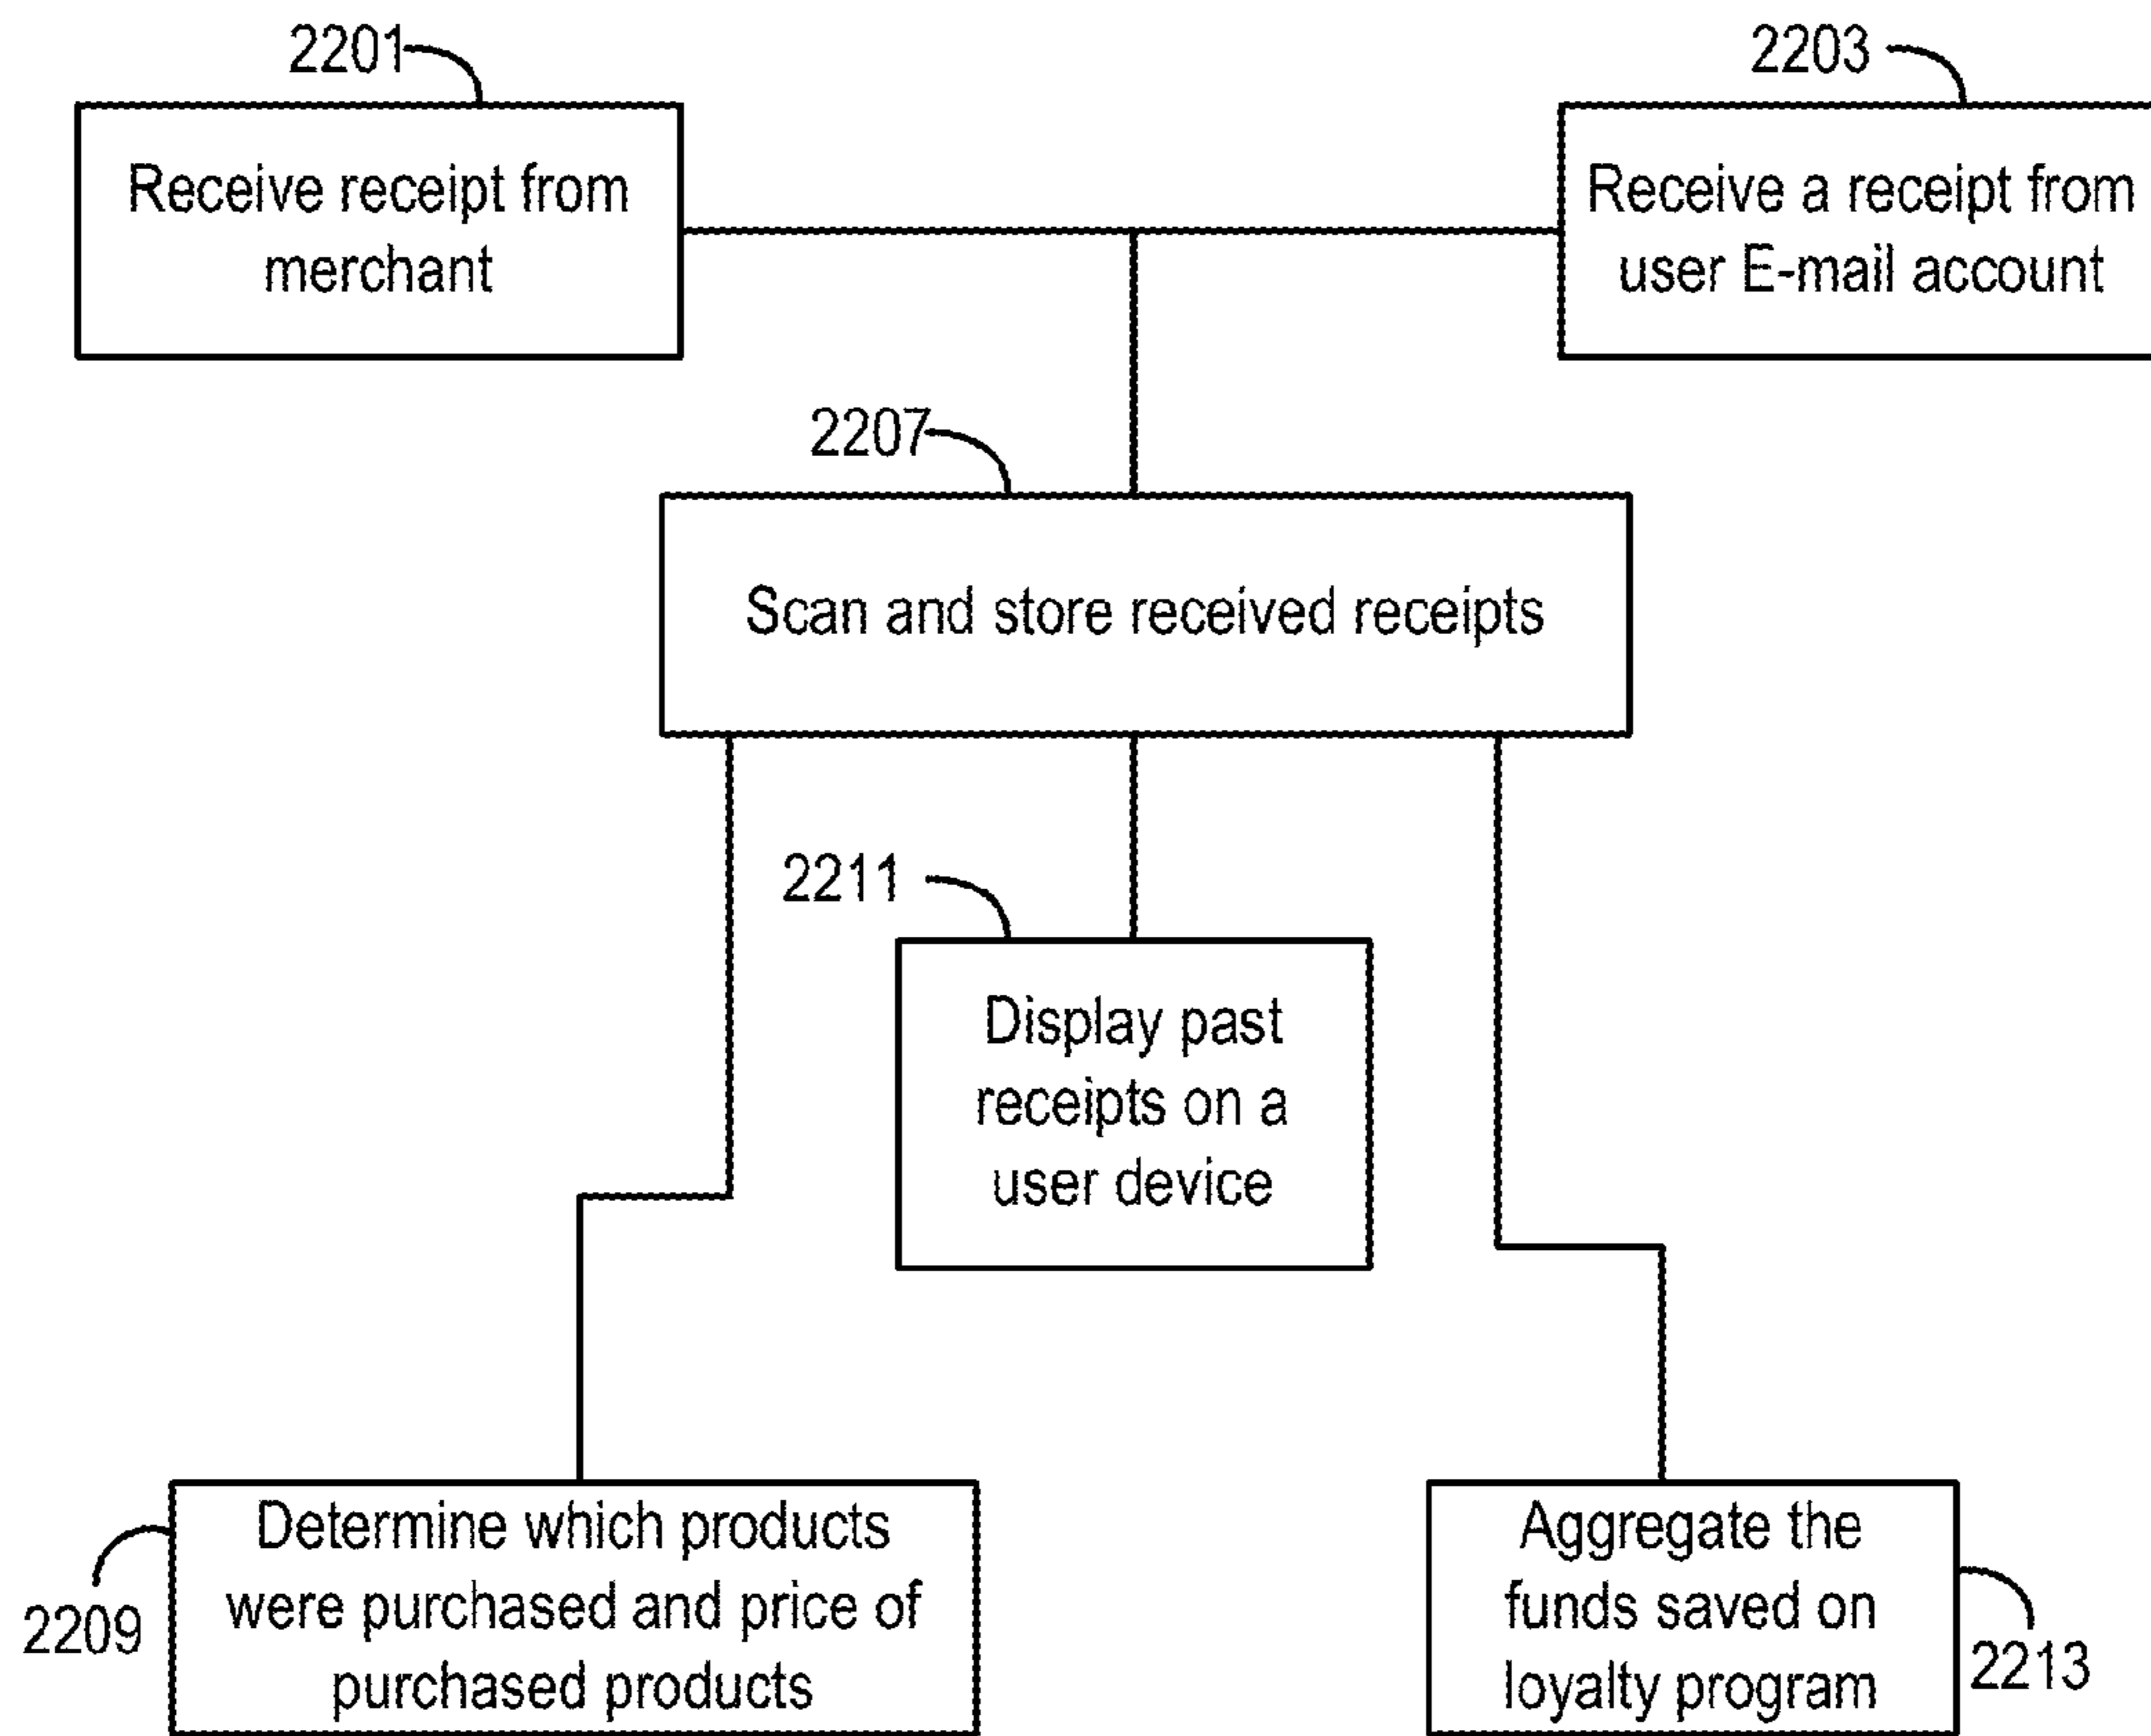 2201
2203
Receive receipt from
merchant
Receive a receipt from
user E-mail account
2207
Scan and store received receipts
2211
Display past
receipts on a
user device
Determine which products
were purchased and price of
purchased products
2209
Aggregate the
funds saved on
loyalty program
2213